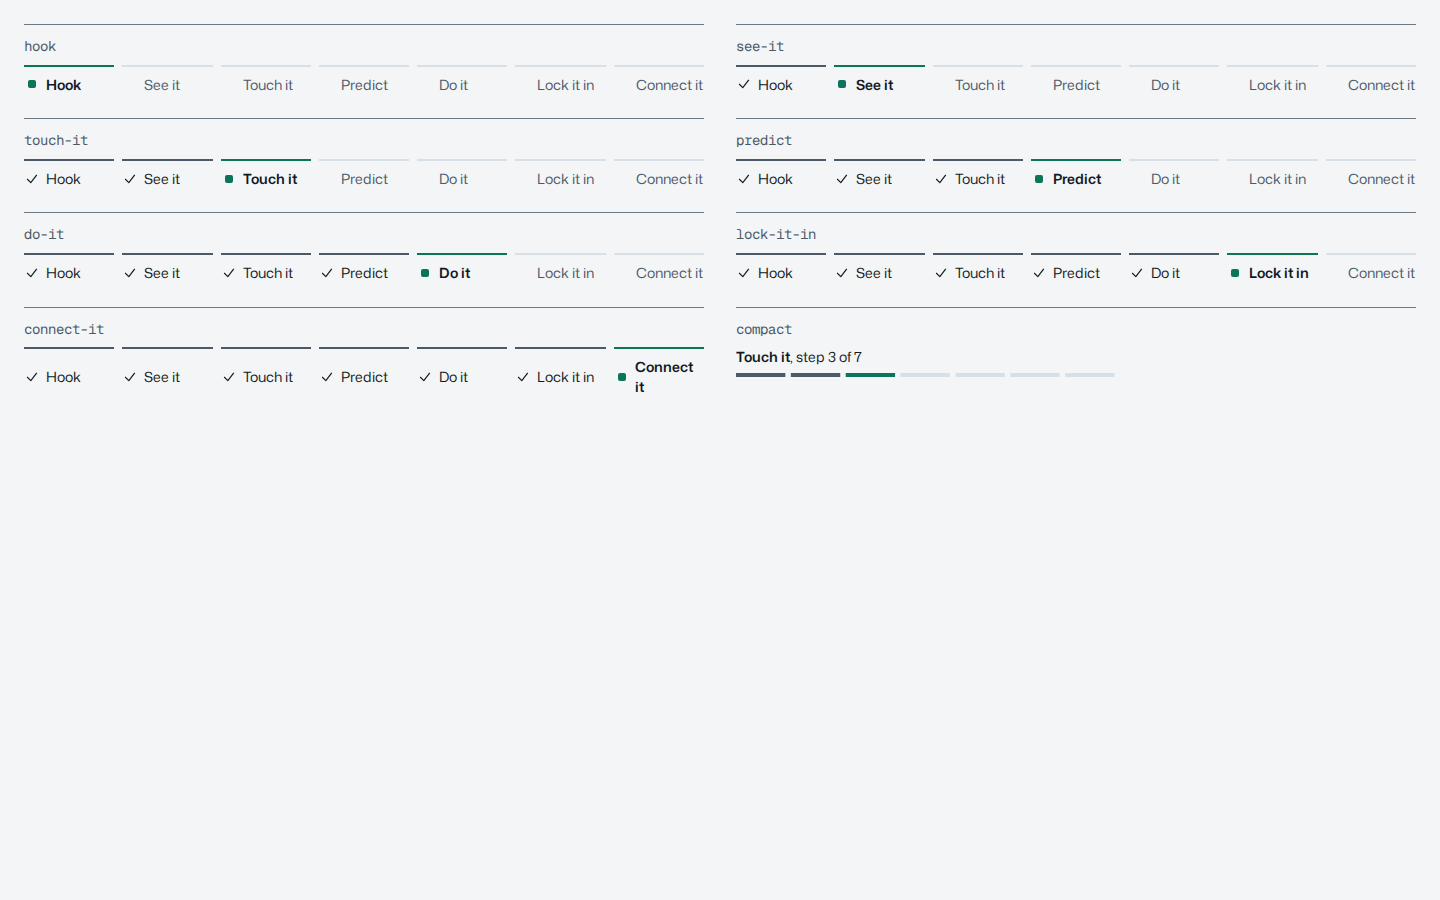 hook
Hook See it Touch it Predict Do it Lock it in Connect it
see-it
Hook See it Touch it Predict Do it Lock it in Connect it
touch-it
Hook See it Touch it Predict Do it Lock it in Connect it
predict
Hook See it Touch it Predict Do it Lock it in Connect it
do-it
Hook See it Touch it Predict Do it Lock it in Connect it
lock-it-in
Hook See it Touch it Predict Do it Lock it in Connect it
connect-it
Hook See it Touch it Predict Do it Lock it in Connect
it
compact
Touch it, step 3 of 7